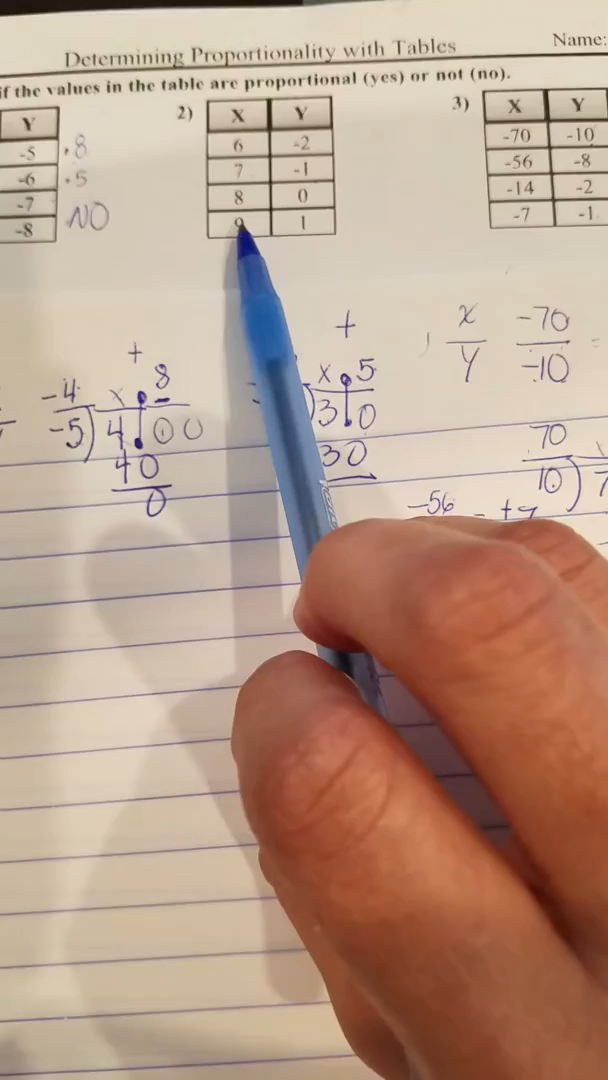 Determining Proportionality with Tables
Name:
if the values in the table are proportional (yes) or not (no).
Y
-5 .8
-6 .5
-7 NO
-8
2)
X Y
6 -2
7 -1
8 0
9 1
3)
X Y
-70 -10
-56 -8
-14 -2
-7 -1
+
-4 x . 8
-5 ) 4.00
40
0
+
x . 5
) 3.0
30
x -70
Y -10 =
70
10 ) 7
-56 = +7